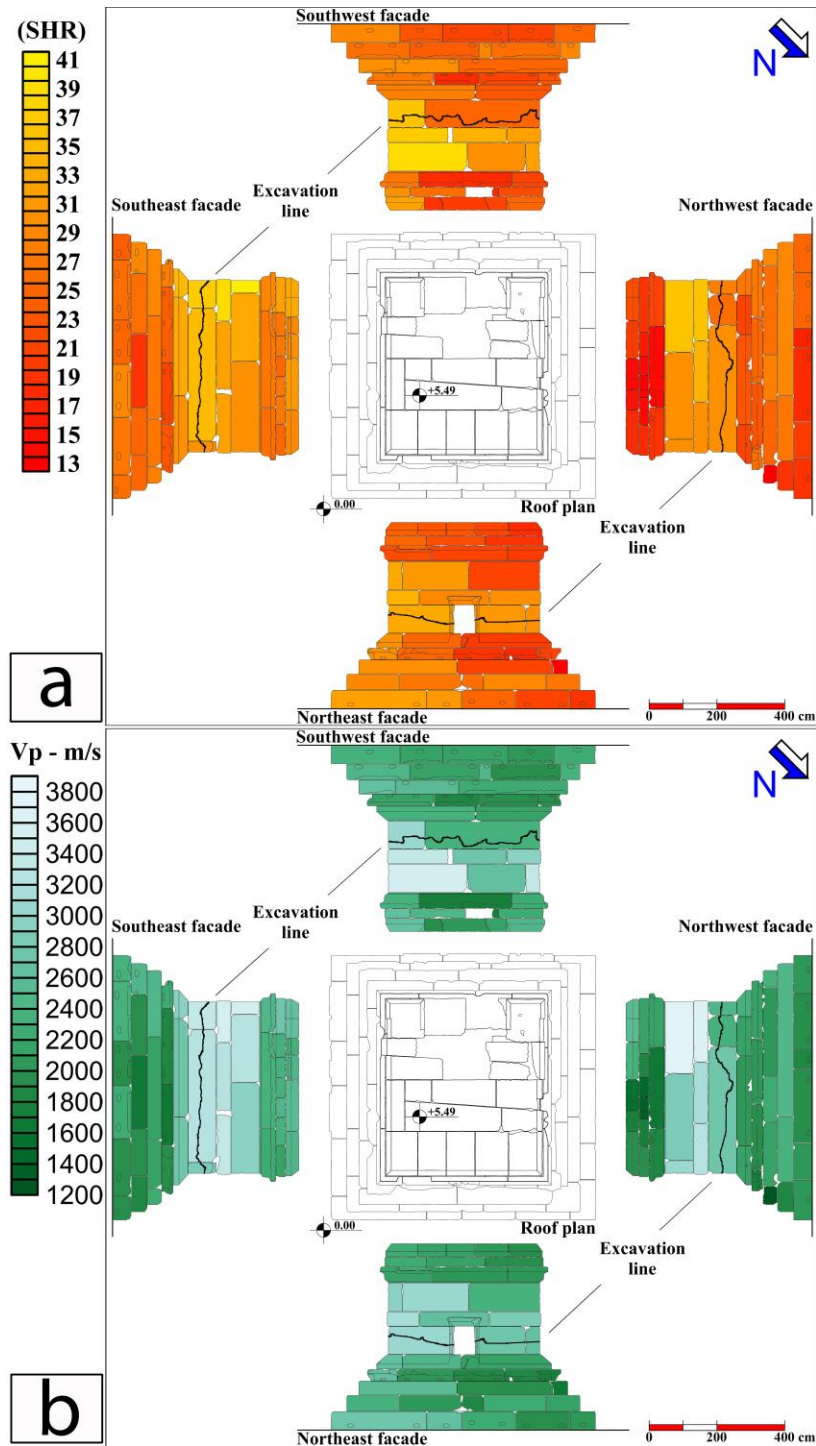 Southwest facade
(SHR)
N
41
39
37
35
33
31
29
27
25
23
21
19
17
15
13
Southeast facade
Excavation
line
Northwest facade
+5.49
0.00
Roof plan
Excavation
line
a
Northeast facade
0 200 400 cm
Southwest facade
Vp - m/s
N
3800
3600
3400
3200
3000
2800
2600
2400
2200
2000
1800
1600
1400
1200
Southeast facade
Excavation
line
Northwest facade
+5.49
0.00
Roof plan
Excavation
line
b
Northeast facade
0 200 400 cm